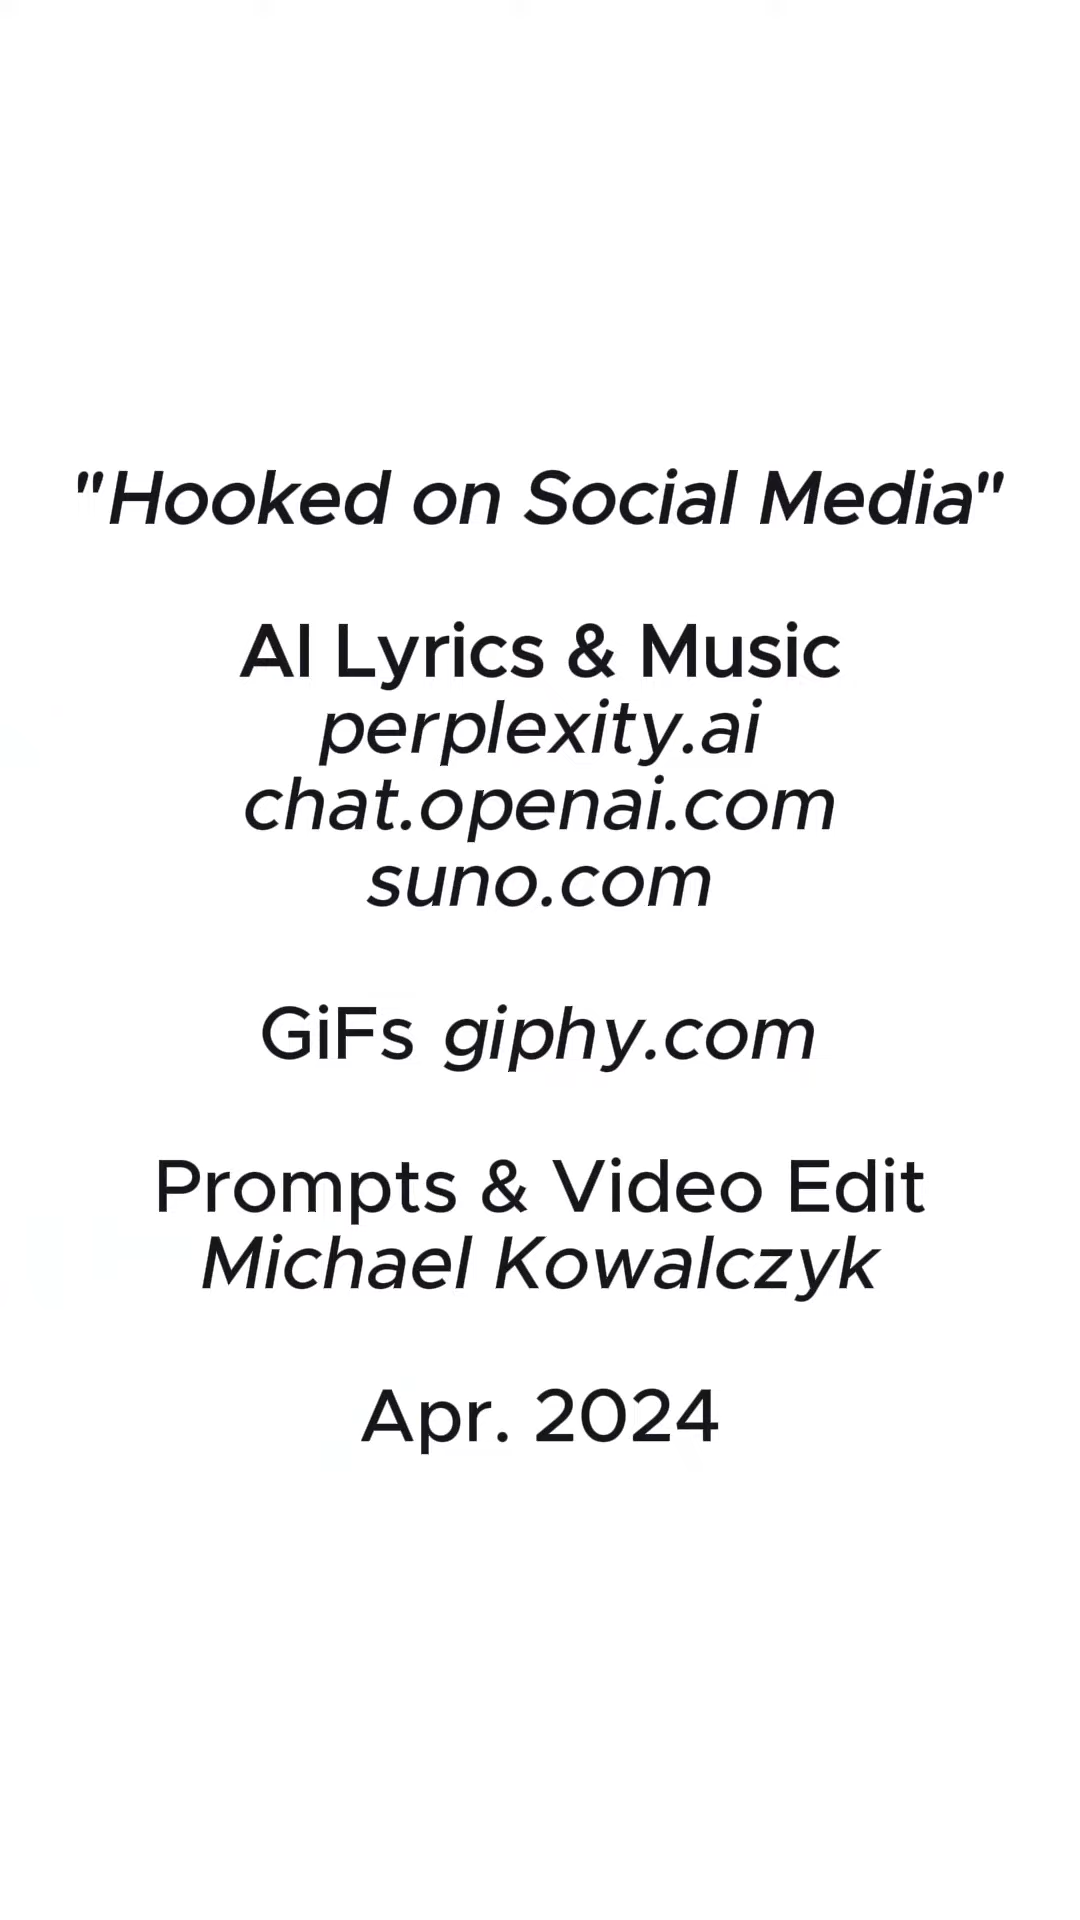 "Hooked on Social Media"
AI Lyrics & Music
perplexity.ai
chat.openai.com
suno.com
GiFs giphy.com
Prompts & Video Edit
Michael Kowalczyk
Apr. 2024